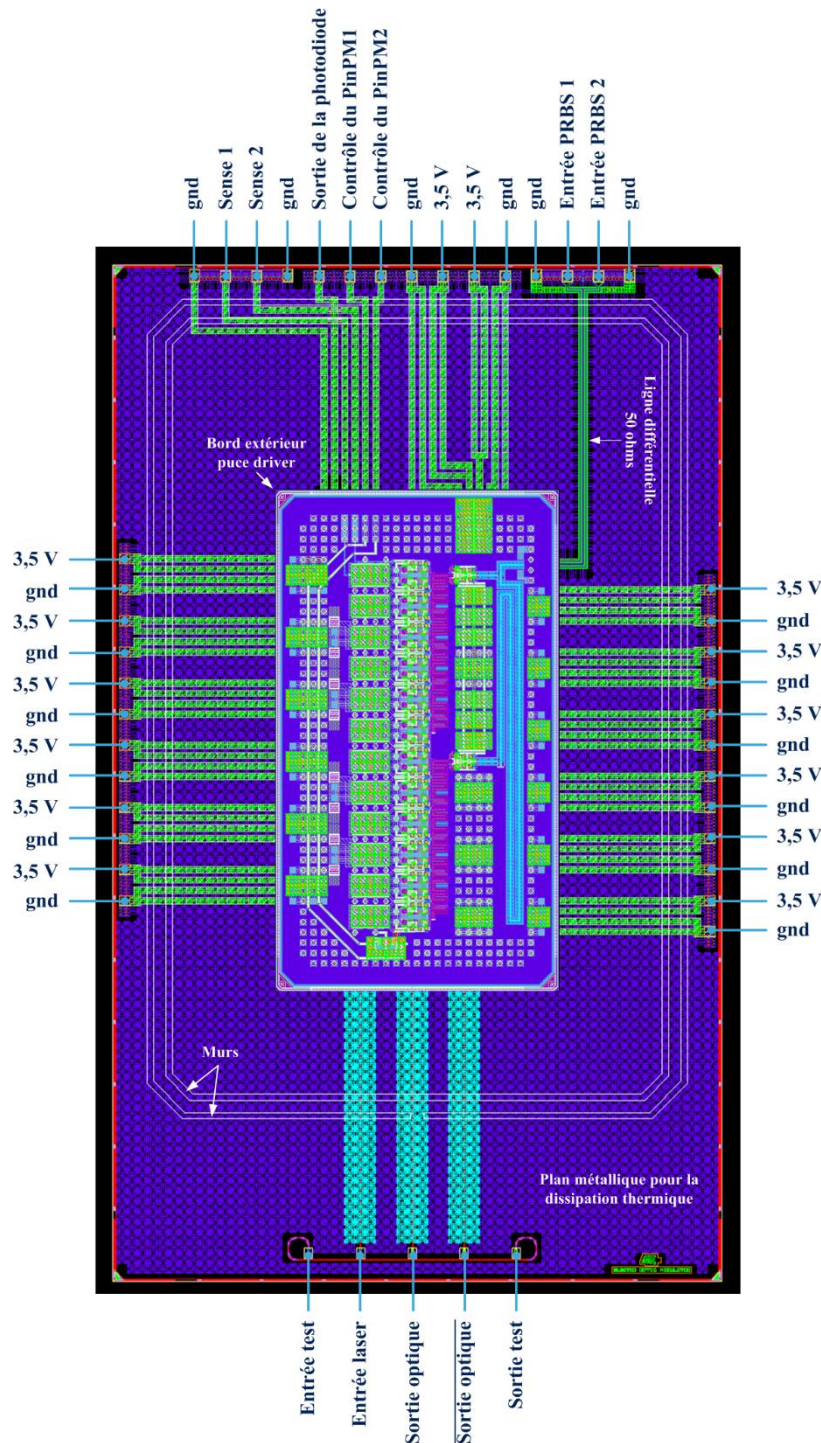 gnd
Sense 1
Sense 2
gnd
Sortie de la photodiode
Contrôle du PinPM1
Contrôle du PinPM2
gnd
3,5 V
3,5 V
gnd
gnd
Entrée PRBS 1
Entrée PRBS 2
gnd
Ligne différentielle
50 ohms
Bord extérieur
puce driver
3,5 V
gnd
3,5 V
gnd
3,5 V
gnd
3,5 V
gnd
3,5 V
gnd
3,5 V
gnd
3,5 V
gnd
3,5 V
gnd
3,5 V
gnd
3,5 V
gnd
3,5 V
gnd
3,5 V
gnd
Murs
Plan métallique pour la
dissipation thermique
Entrée test
Entrée laser
Sortie optique
Sortie optique
Sortie test